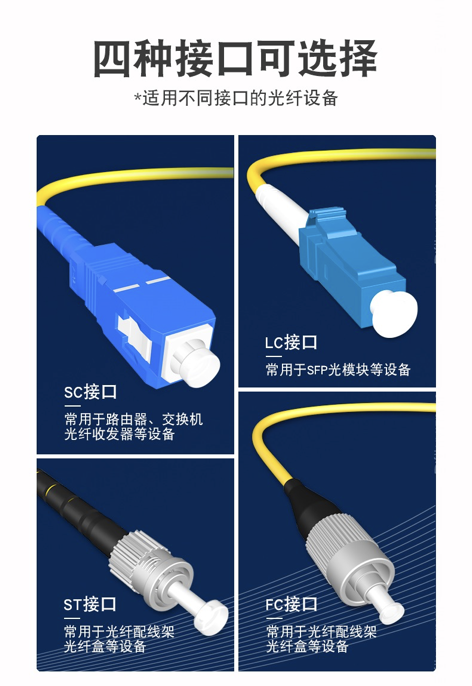 四种接口可选择
*适用不同接口的光纤设备
SC接口
常用于路由器、交换机
光纤收发器等设备
LC接口
常用于SFP光模块等设备
ST接口
常用于光纤配线架
光纤盒等设备
FC接口
常用于光纤配线架
光纤盒等设备